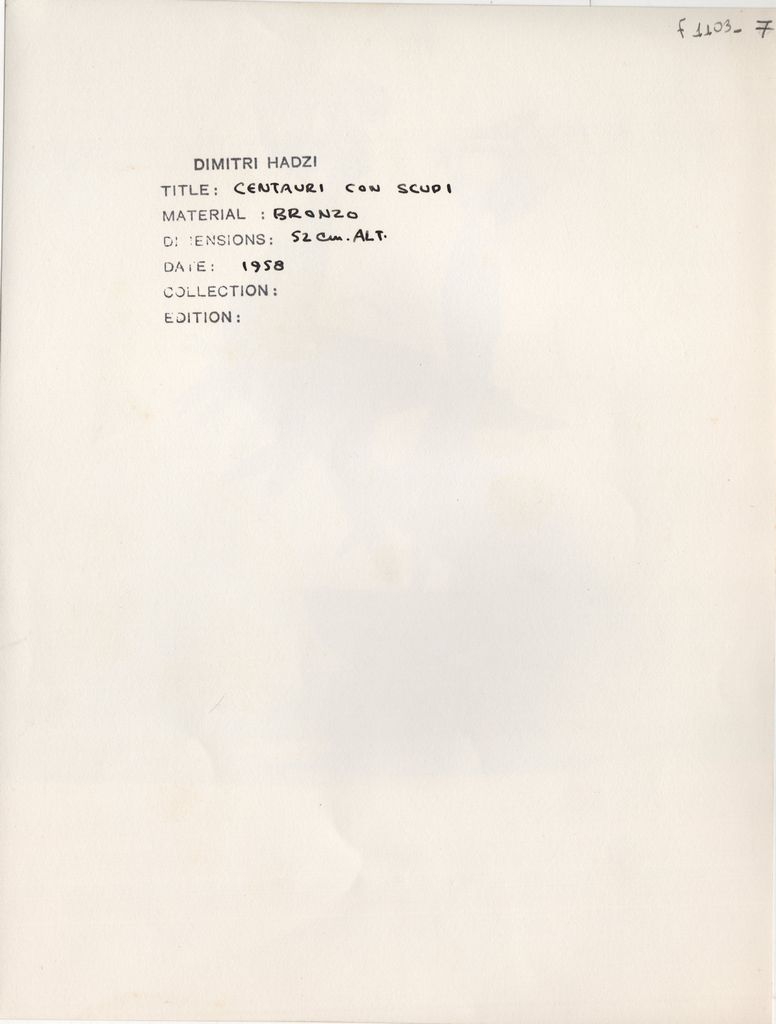 f 1103-7
DIMITRI HADZI
TITLE: CENTAURI CON SCUDI
MATERIAL : BRONZO
DIMENSIONS: 52 cm. ALT.
DATE: 1958
COLLECTION:
EDITION: